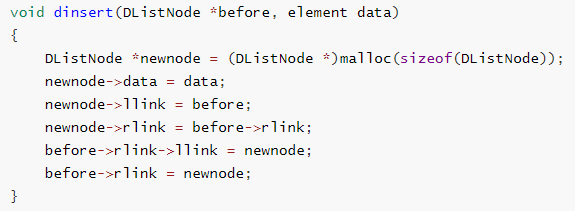 void dinsert(DListNode *before, element data)
{
    DListNode *newnode = (DListNode *)malloc(sizeof(DListNode));
    newnode->data = data;
    newnode->llink = before;
    newnode->rlink = before->rlink;
    before->rlink->llink = newnode;
    before->rlink = newnode;
}